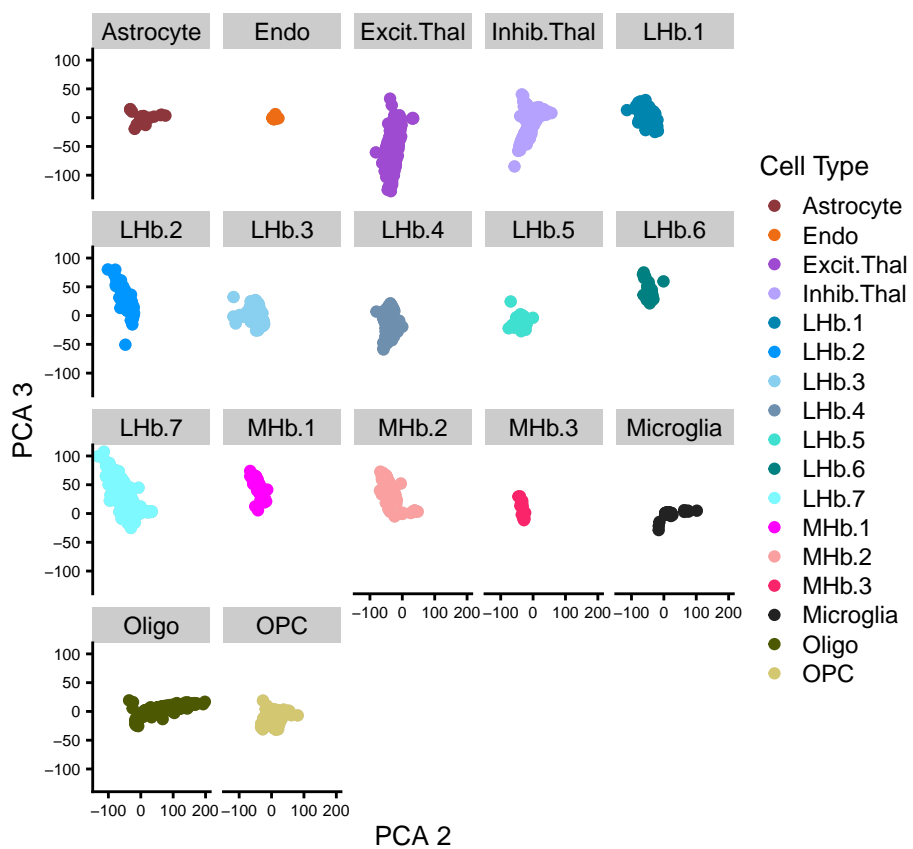 Astrocyte Endo Excit.Thal Inhib.Thal LHb.1
100
50
0
−50
−100
LHb.2 LHb.3 LHb.4 LHb.5 LHb.6
100
50
0
−50
−100
LHb.7 MHb.1 MHb.2 MHb.3 Microglia
100
50
0
−50
−100
−100 0 100 200 −100 0 100 200 −100 0 100 200
Oligo OPC
100
50
0
−50
−100
−100 0 100 200 −100 0 100 200
PCA 2
PCA 3
Cell Type
Astrocyte
Endo
Excit.Thal
Inhib.Thal
LHb.1
LHb.2
LHb.3
LHb.4
LHb.5
LHb.6
LHb.7
MHb.1
MHb.2
MHb.3
Microglia
Oligo
OPC